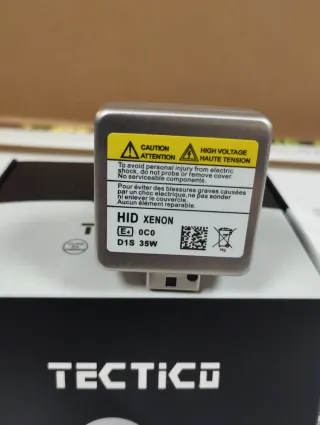 CAUTION
ATTENTION
HIGH VOLTAGE
HAUTE TENSION
To avoid personal injury from electric
shock, do not probe or remove cover.
No serviceable components.
Pour éviter des blessures graves causées
par un choc electrique,ne pas sonder
ni enlever le couvercle.
Aucun élément reparable.
HID XENON
E4 0C0
D1S 35W
Hg
TECTICO